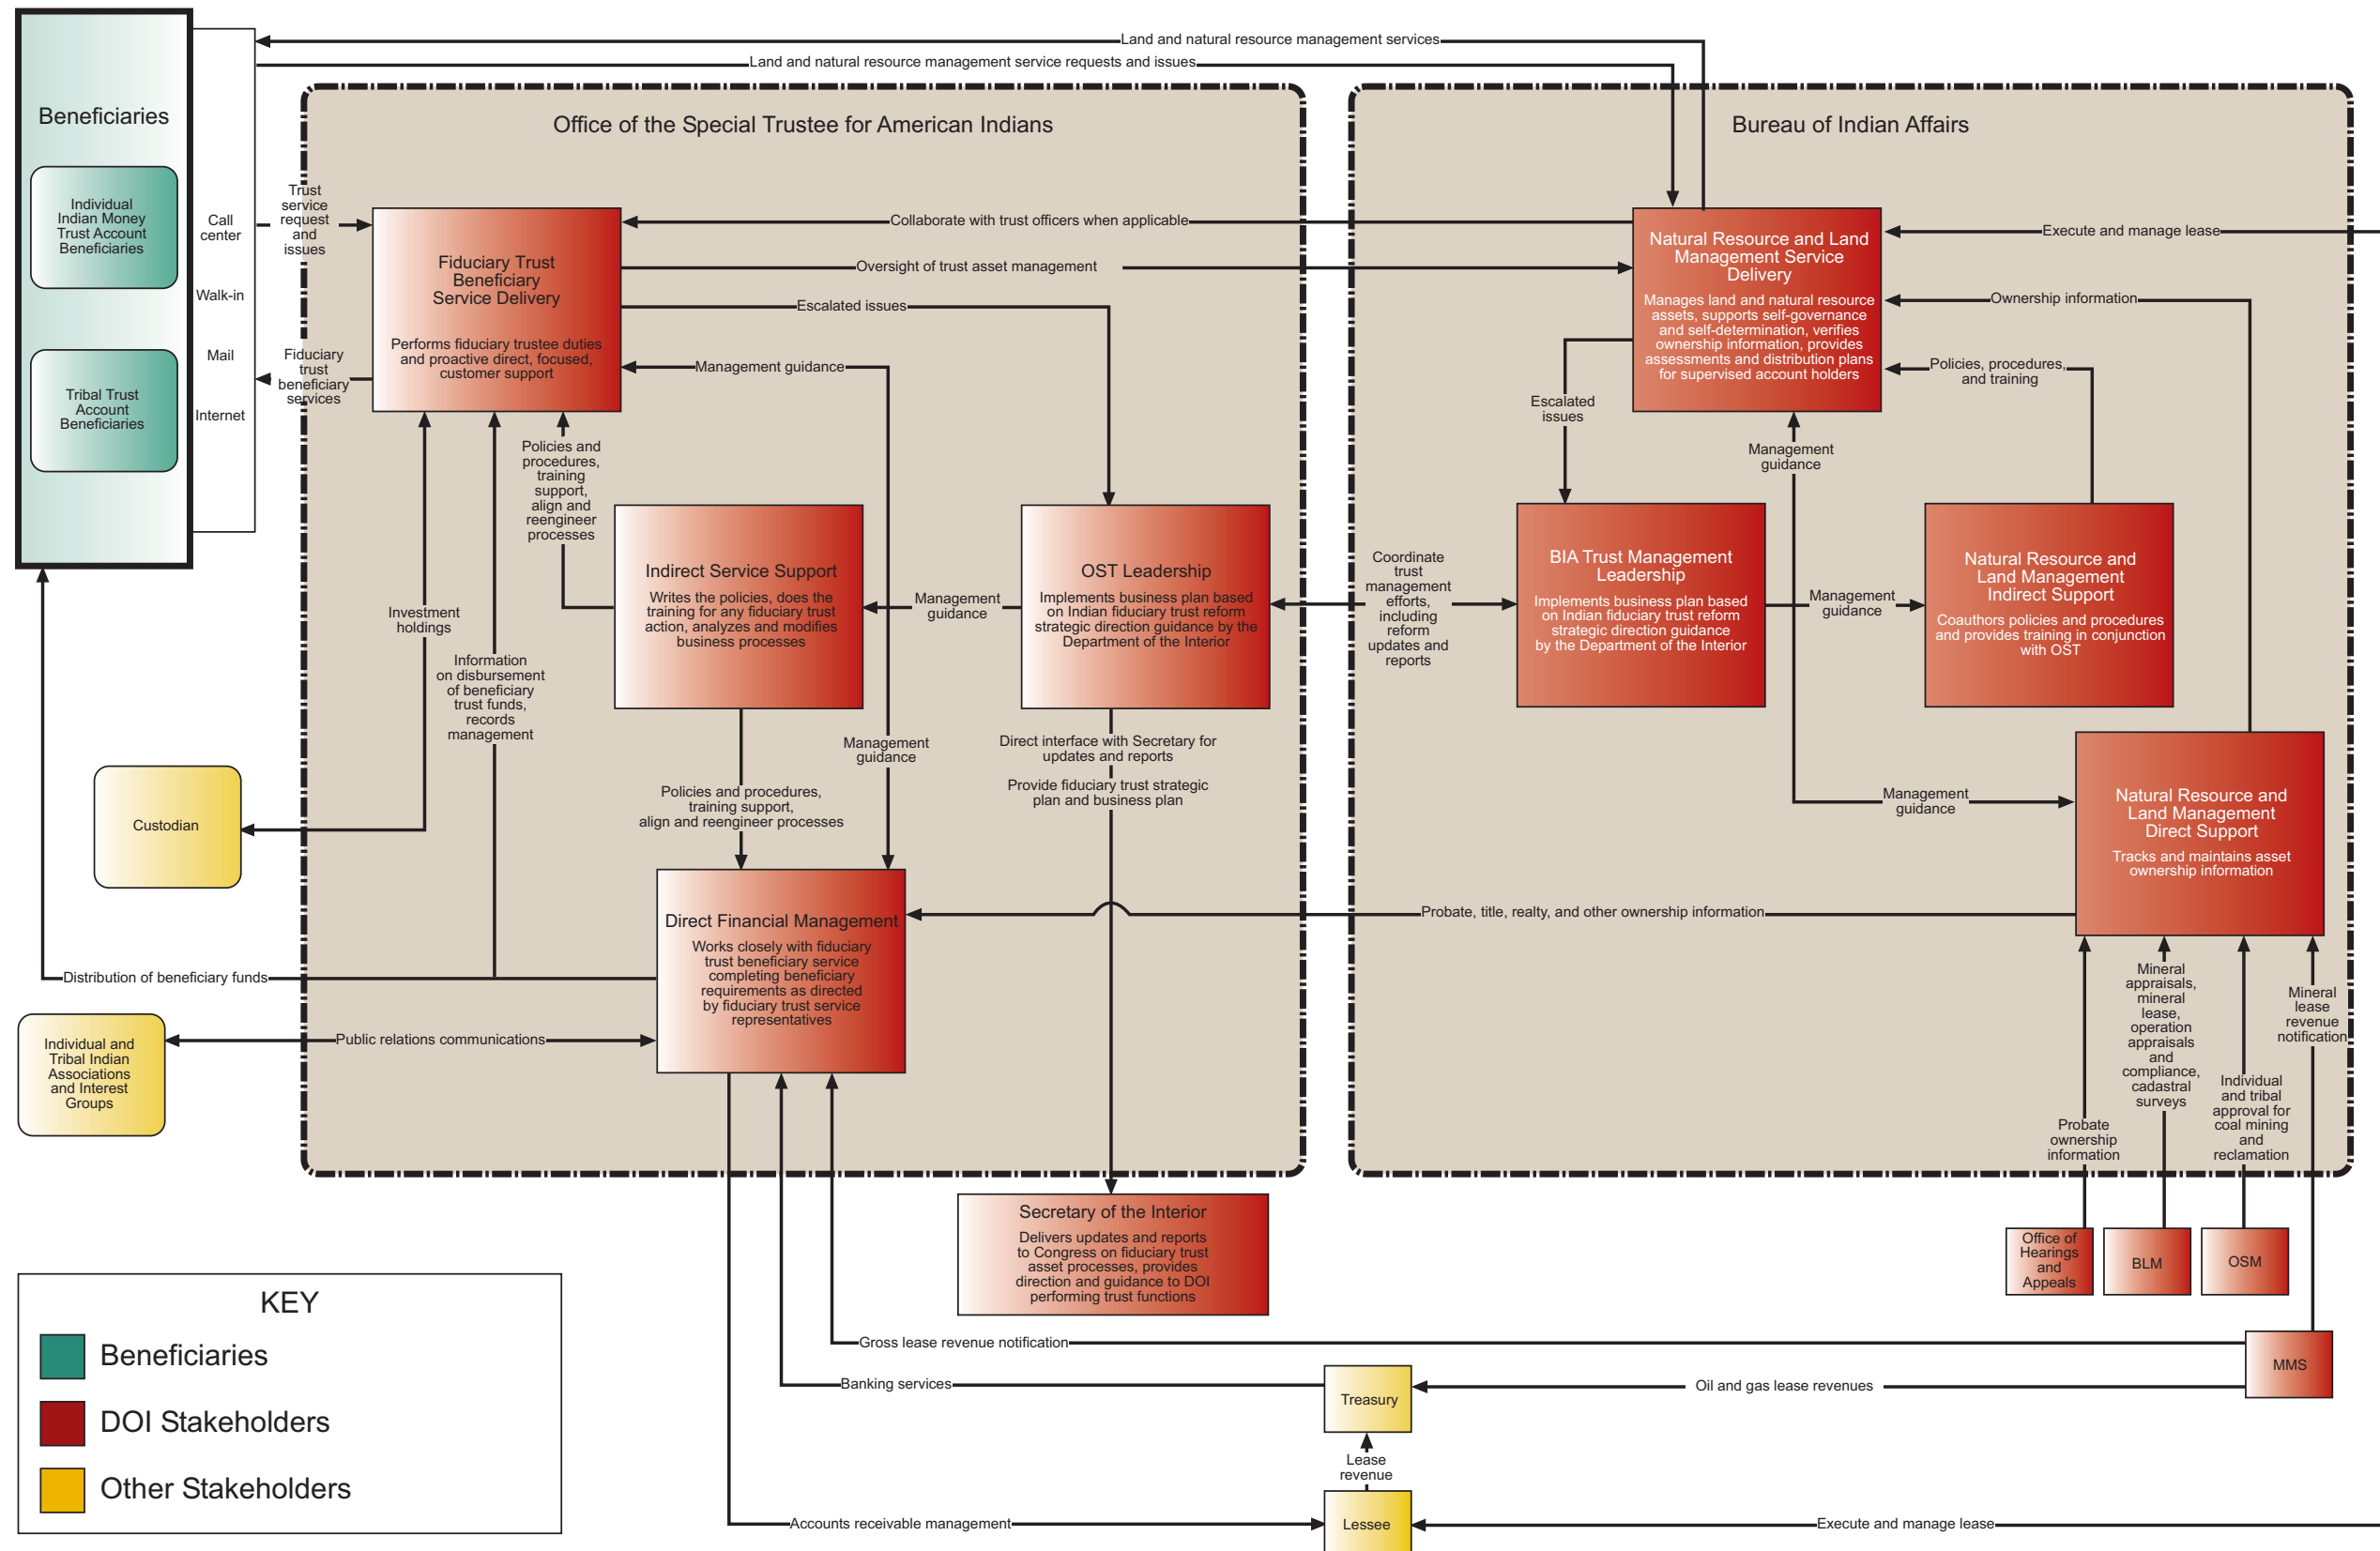 Land and natural resource management services
Land and natural resource management service requests and issues
Beneficiaries
Individual
Indian Money
Trust Account
Beneficiaries
Tribal Trust
Account
Beneficiaries
Call
center
Walk-in
Mail
Internet
Trust
service
request
and
issues
Fiduciary
trust
beneficiary
services
Office of the Special Trustee for American Indians
Fiduciary Trust
Beneficiary
Service Delivery
Performs fiduciary trustee duties
and proactive direct, focused,
customer support
Collaborate with trust officers when applicable
Oversight of trust asset management
Escalated issues
Management guidance
Policies and
procedures,
training
support,
align and
reengineer
processes
Indirect Service Support
Writes the policies, does the
training for any fiduciary trust
action, analyzes and modifies
business processes
Management
guidance
OST Leadership
Implements business plan based
on Indian fiduciary trust reform
strategic direction guidance by the
Department of the Interior
Investment
holdings
Information
on disbursement
of beneficiary
trust funds,
records
management
Management
guidance
Direct interface with Secretary for
updates and reports
Provide fiduciary trust strategic
plan and business plan
Policies and procedures,
training support,
align and reengineer processes
Custodian
Direct Financial Management
Works closely with fiduciary
trust beneficiary service
completing beneficiary
requirements as directed
by fiduciary trust service
representatives
Distribution of beneficiary funds
Individual and
Tribal Indian
Associations
and Interest
Groups
Public relations communications
Bureau of Indian Affairs
Natural Resource and Land
Management Service
Delivery
Manages land and natural resource
assets, supports self-governance
and self-determination, verifies
ownership information, provides
assessments and distribution plans
for supervised account holders
Execute and manage lease
Ownership information
Policies, procedures,
and training
Escalated
issues
Management
guidance
Coordinate
trust
management
efforts,
including
reform
updates and
reports
BIA Trust Management
Leadership
Implements business plan based
on Indian fiduciary trust reform
strategic direction guidance
by the Department of the Interior
Management
guidance
Natural Resource and
Land Management
Indirect Support
Coauthors policies and procedures
and provides training in conjunction
with OST
Management
guidance
Natural Resource and
Land Management
Direct Support
Tracks and maintains asset
ownership information
Probate, title, realty, and other ownership information
Probate
ownership
information
Mineral
appraisals,
mineral
lease,
operation
appraisals
and
compliance,
cadastral
surveys
Individual
and tribal
approval for
coal mining
and
reclamation
Mineral
lease
revenue
notification
Secretary of the Interior
Delivers updates and reports
to Congress on fiduciary trust
asset processes, provides
direction and guidance to DOI
performing trust functions
Office of
Hearings
and
Appeals
BLM
OSM
MMS
Gross lease revenue notification
Banking services
Treasury
Oil and gas lease revenues
Lease
revenue
Accounts receivable management
Lessee
Execute and manage lease
KEY
Beneficiaries
DOI Stakeholders
Other Stakeholders